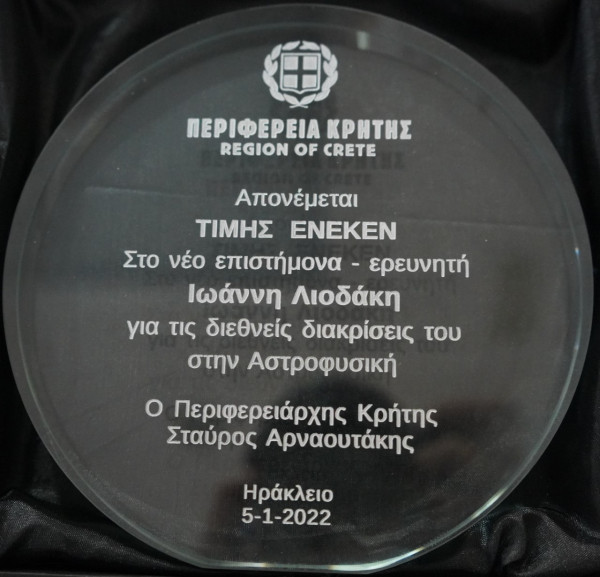 ΠΕΡΙΦΕΡΕΙΑ ΚΡΗΤΗΣ
REGION OF CRETE
Απονέμεται
ΤΙΜΗΣ ΕΝΕΚΕΝ
Στο νέο επιστήμονα - ερευνητή
Ιωάννη Λιοδάκη
για τις διεθνείς διακρίσεις του
στην Αστροφυσική
Ο Περιφερειάρχης Κρήτης
Σταύρος Αρναουτάκης
Ηράκλειο
5-1-2022